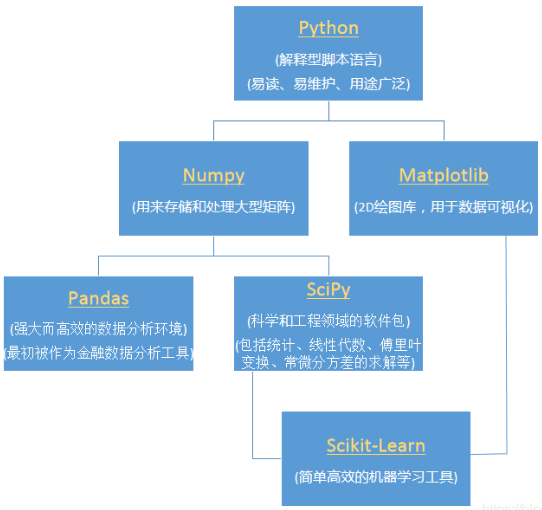 Python
(解释型脚本语言)
(易读、易维护、用途广泛)
Numpy
(用来存储和处理大型矩阵)
Matplotlib
(2D绘图库，用于数据可视化)
Pandas
(强大而高效的数据分析环境)
(最初被作为金融数据分析工具)
SciPy
(科学和工程领域的软件包)
(包括统计、线性代数、傅里叶
变换、常微分方差的求解等)
Scikit-Learn
(简单高效的机器学习工具)